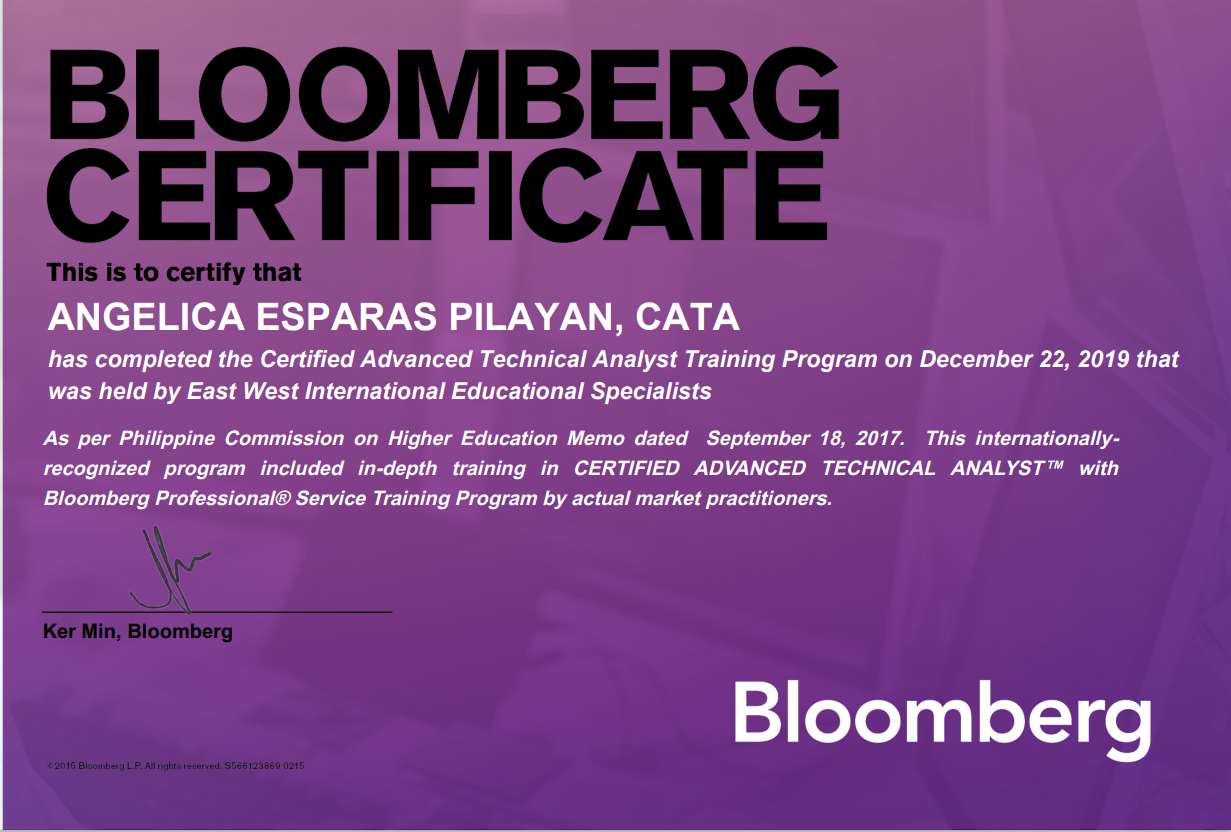 BLOOMBERG
CERTIFICATE
This is to certify that
ANGELICA ESPARAS PILAYAN, CATA
has completed the Certified Advanced Technical Analyst Training Program on December 22, 2019 that
was held by East West International Educational Specialists
As per Philippine Commission on Higher Education Memo dated September 18, 2017. This internationally-
recognized program included in-depth training in CERTIFIED ADVANCED TECHNICAL ANALYST™ with
Bloomberg Professional® Service Training Program by actual market practitioners.
Ker Min, Bloomberg
Bloomberg
©2015 Bloomberg L.P. All rights reserved. S566123869 0215